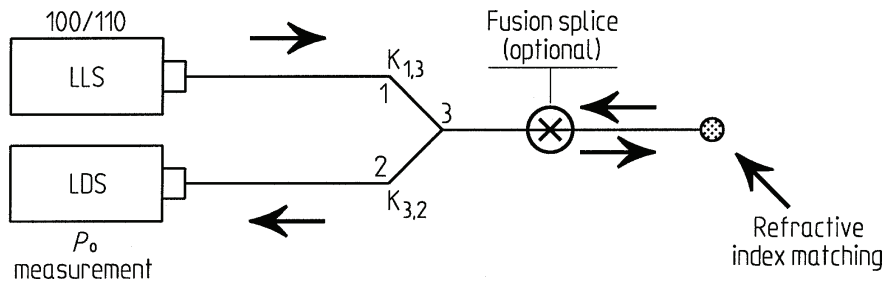 100/110
LLS
K1,3
1
3
Fusion splice
(optional)
2
K3,2
LDS
P0
measurement
Refractive
index matching